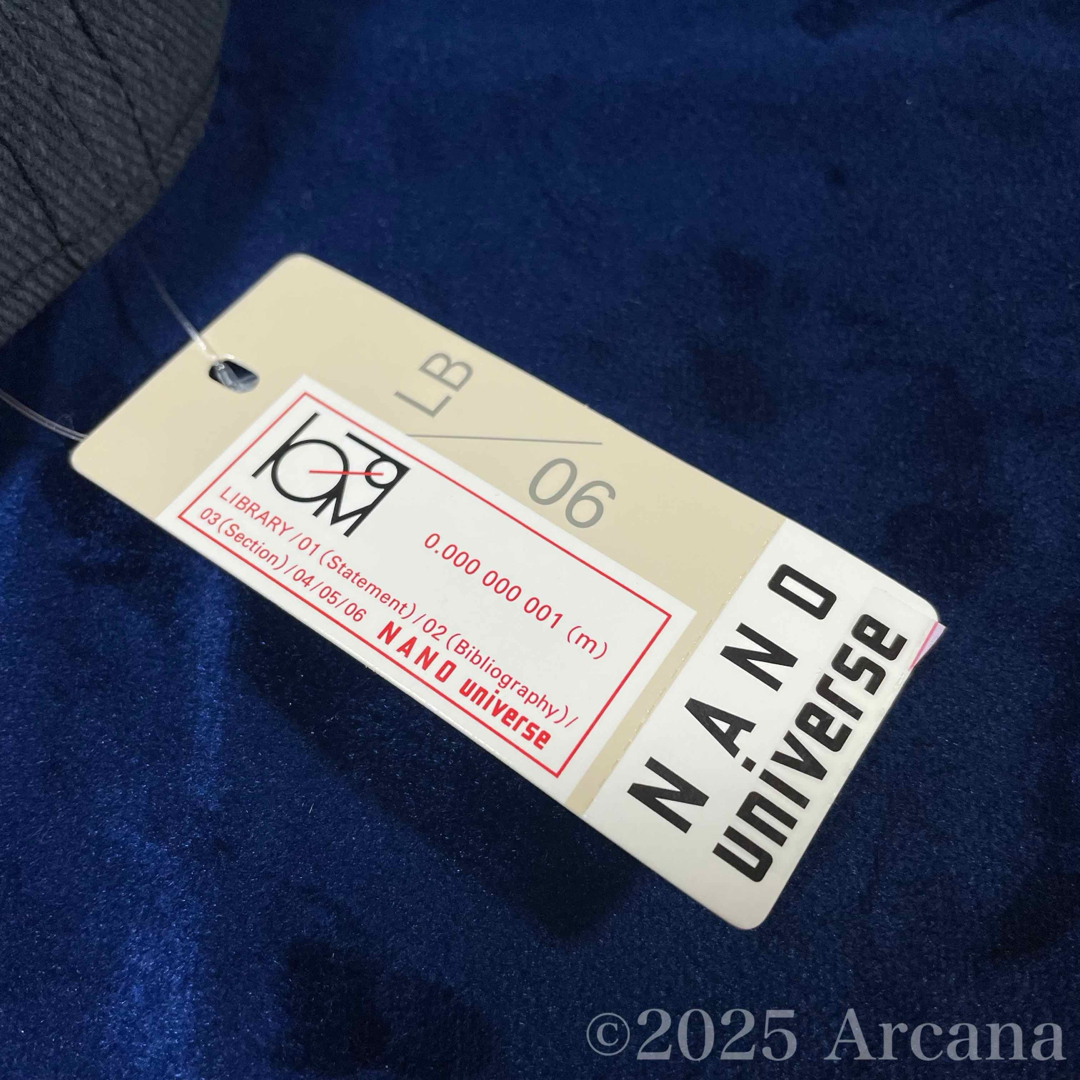 LB
06
0.000 000 001 (m)
LIBRARY/01(Statement)/02(Bibliography)/
03(Section)/04/05/06 NANO universe
NANO
universe
©2025 Arcana